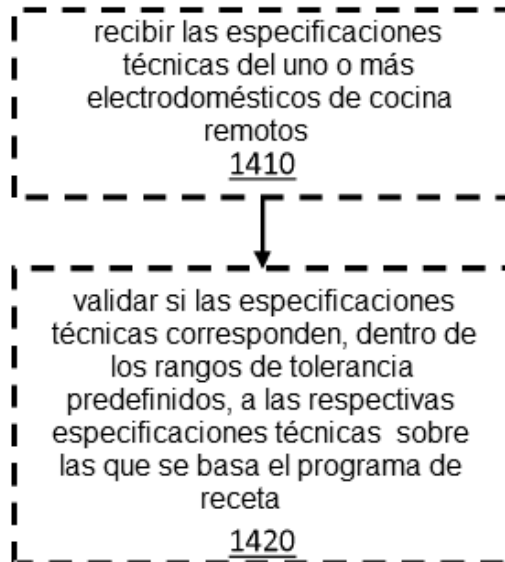 recibir las especificaciones
técnicas del uno o más
electrodomésticos de cocina
remotos
1410
validar si las especificaciones
técnicas corresponden, dentro de
los rangos de tolerancia
predefinidos, a las respectivas
especificaciones técnicas sobre
las que se basa el programa de
receta
1420